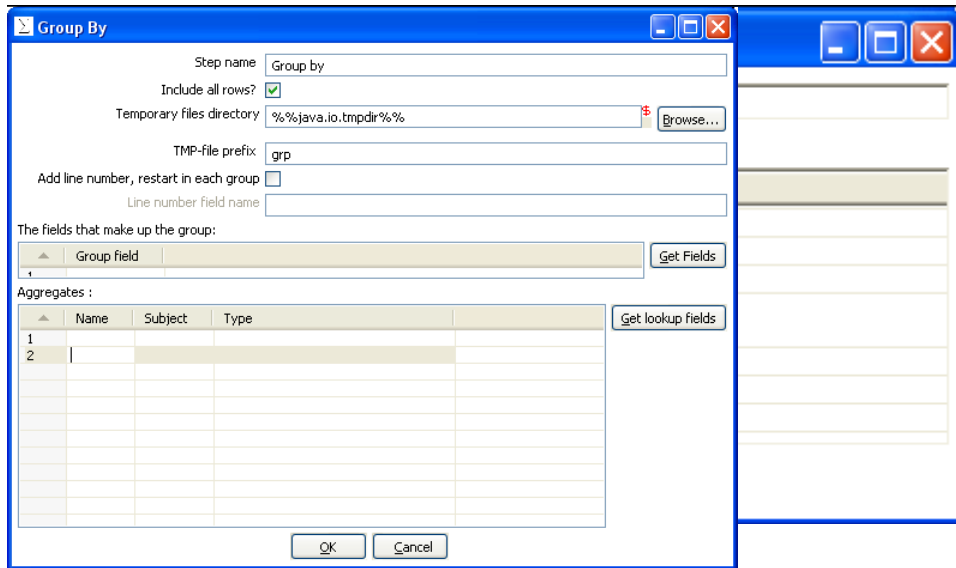 Group By
Step name Group by
Include all rows?
Temporary files directory %%java.io.tmpdir%% $ Browse...
TMP-file prefix grp
Add line number, restart in each group
Line number field name
The fields that make up the group:
Group field Get Fields
1
Aggregates :
Name Subject Type Get lookup fields
1
2
OK Cancel